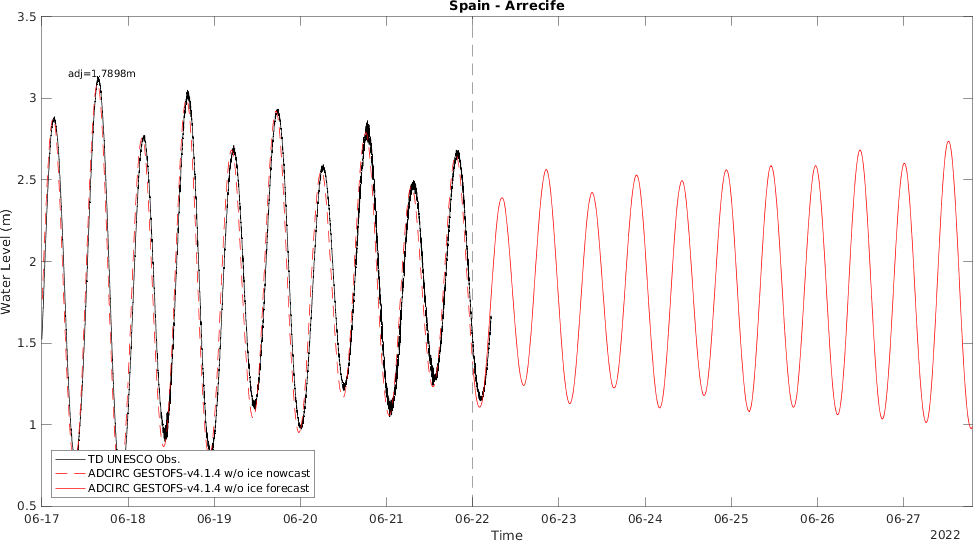 Spain - Arrecife
adj=1.7898m
3.5
3
2.5
2
1.5
1
0.5
Water Level (m)
TD UNESCO Obs.
ADCIRC GESTOFS-v4.1.4 w/o ice nowcast
ADCIRC GESTOFS-v4.1.4 w/o ice forecast
06-17 06-18 06-19 06-20 06-21 06-22 06-23 06-24 06-25 06-26 06-27
Time
2022